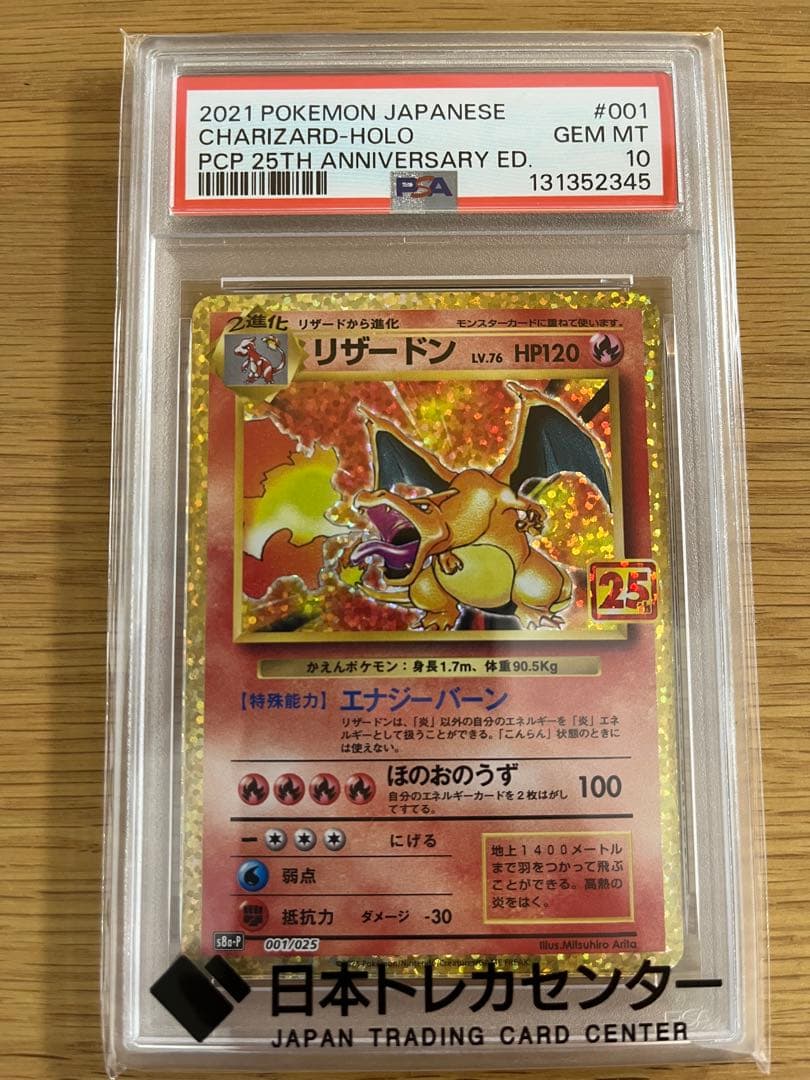 2021 POKEMON JAPANESE #001
CHARIZARD-HOLO GEM MT
PCP 25TH ANNIVERSARY ED. 10
PSA 131352345
2進化 リザードから進化 モンスターカードに重ねて使います。
リザードン LV.76 HP120
25th
かえんポケモン：身長1.7m、体重90.5Kg
【特殊能力】エナジーバーン
リザードンは、「炎」以外の自分のエネルギーを「炎」エネ
ルギーとして扱うことができる。「こんらん」状態のときに
は使えない。
ほのおのうず 100
自分のエネルギーカードを2枚はがし
てすてる。
ー にげる
弱点
抵抗力 ダメージ -30
地上1400メートル
まで羽をつかって飛ぶ
ことができる。高熱の
炎をはく。
s8a-P 001/025 Illus.Mitsuhiro Arita
日本トレカセンター
JAPAN TRADING CARD CENTER